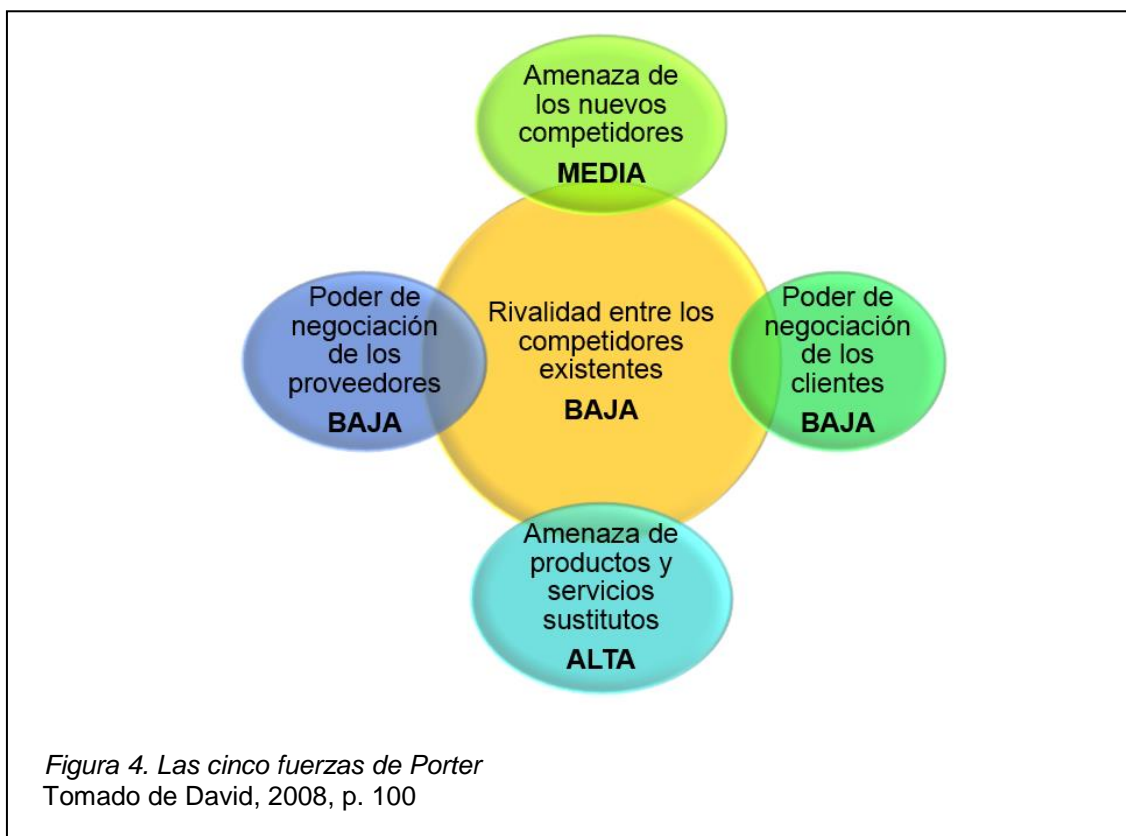 Amenaza de
los nuevos
competidores
MEDIA
Poder de
negociación
de los
proveedores
BAJA
Rivalidad entre los
competidores
existentes
BAJA
Poder de
negociación
de los
clientes
BAJA
Amenaza de
productos y
servicios
sustitutos
ALTA
Figura 4. Las cinco fuerzas de Porter
Tomado de David, 2008, p. 100